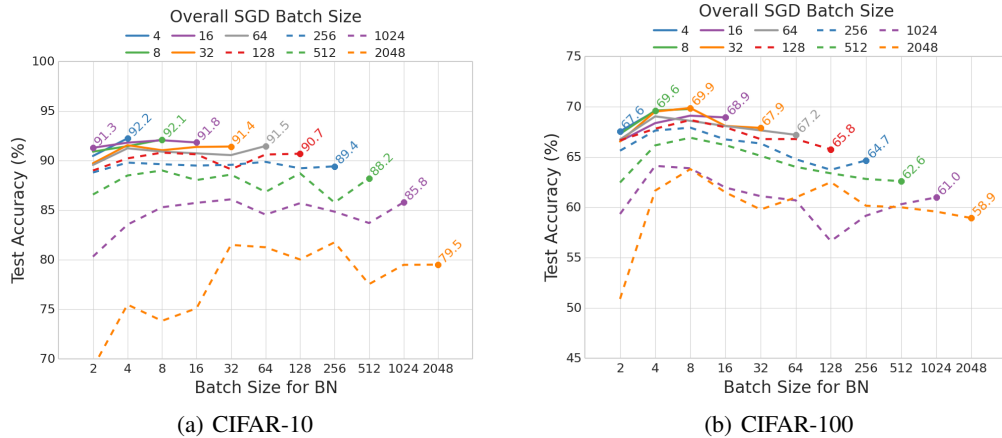 Overall SGD Batch Size
4 16 64 256 1024
8 32 128 512 2048
100
95
90
85
80
75
70
Test Accuracy (%)
91.3
92.2
92.1
91.8
91.4
91.5
90.7
89.4
88.2
85.8
79.5
2 4 8 16 32 64 128 256 512 1024 2048
Batch Size for BN
(a) CIFAR-10
Overall SGD Batch Size
4 16 64 256 1024
8 32 128 512 2048
75
70
65
60
55
50
45
Test Accuracy (%)
67.6
69.6
69.9
68.9
67.9
67.2
65.8
64.7
62.6
61.0
58.9
2 4 8 16 32 64 128 256 512 1024 2048
Batch Size for BN
(b) CIFAR-100